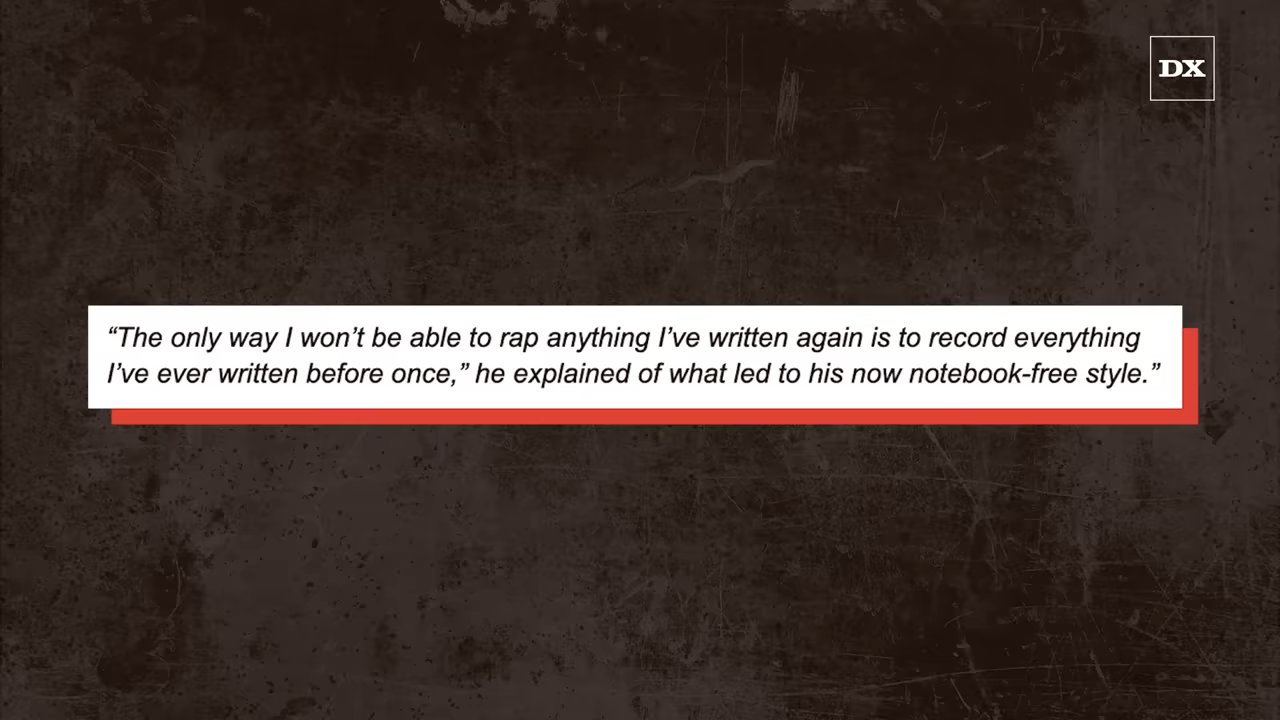 DX
“The only way I won’t be able to rap anything I’ve written again is to record everything
I’ve ever written before once,” he explained of what led to his now notebook-free style.”